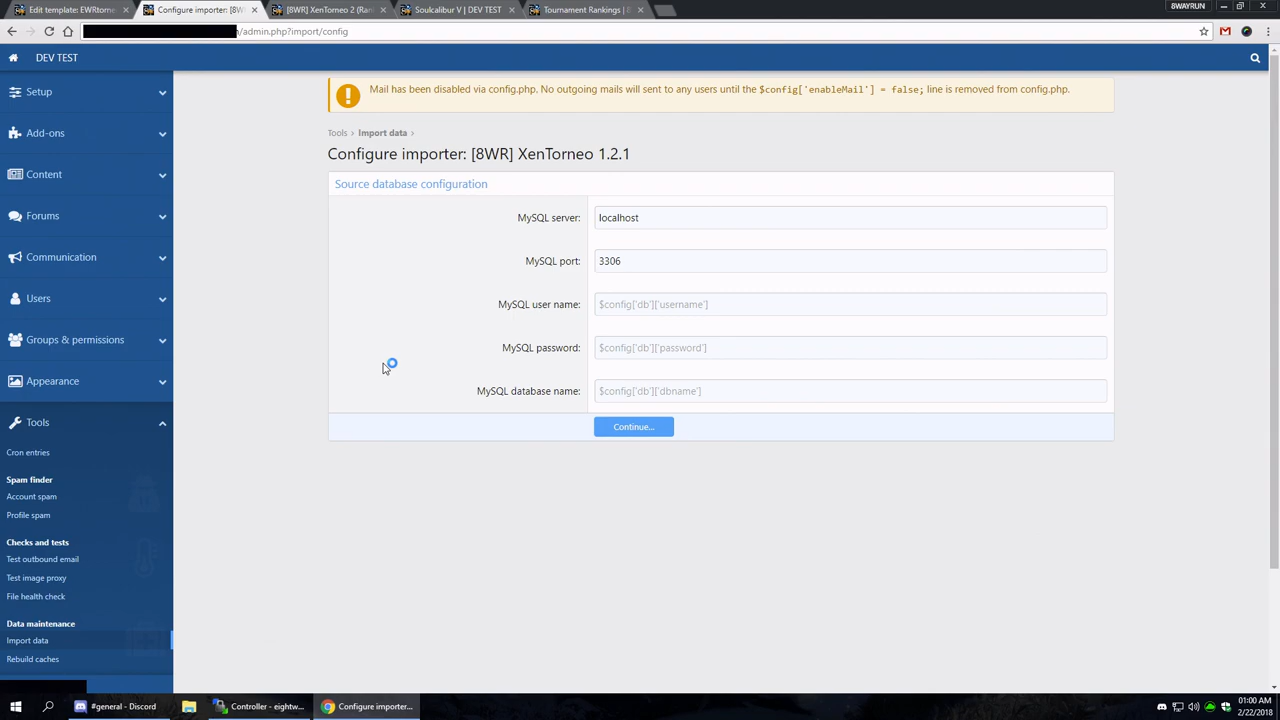 Edit template: EWRtorne
Configure importer: [8W
[8WR] XenTorneo 2 (Ran
Soulcalibur V | DEV TEST
Tournament Rankings | 8
8WAYRUN
/admin.php?import/config
DEV TEST
Setup
Add-ons
Content
Forums
Communication
Users
Groups & permissions
Appearance
Tools
Cron entries
Spam finder
Account spam
Profile spam
Checks and tests
Test outbound email
Test image proxy
File health check
Data maintenance
Import data
Rebuild caches
Mail has been disabled via config.php. No outgoing mails will sent to any users until the $config['enableMail'] = false; line is removed from config.php.
Tools > Import data >
Configure importer: [8WR] XenTorneo 1.2.1
Source database configuration
MySQL server: localhost
MySQL port: 3306
MySQL user name: $config['db']['username']
MySQL password: $config['db']['password']
MySQL database name: $config['db']['dbname']
Continue...
#general - Discord
Controller - eightw...
Configure importer...
01:00 AM
2/22/2018